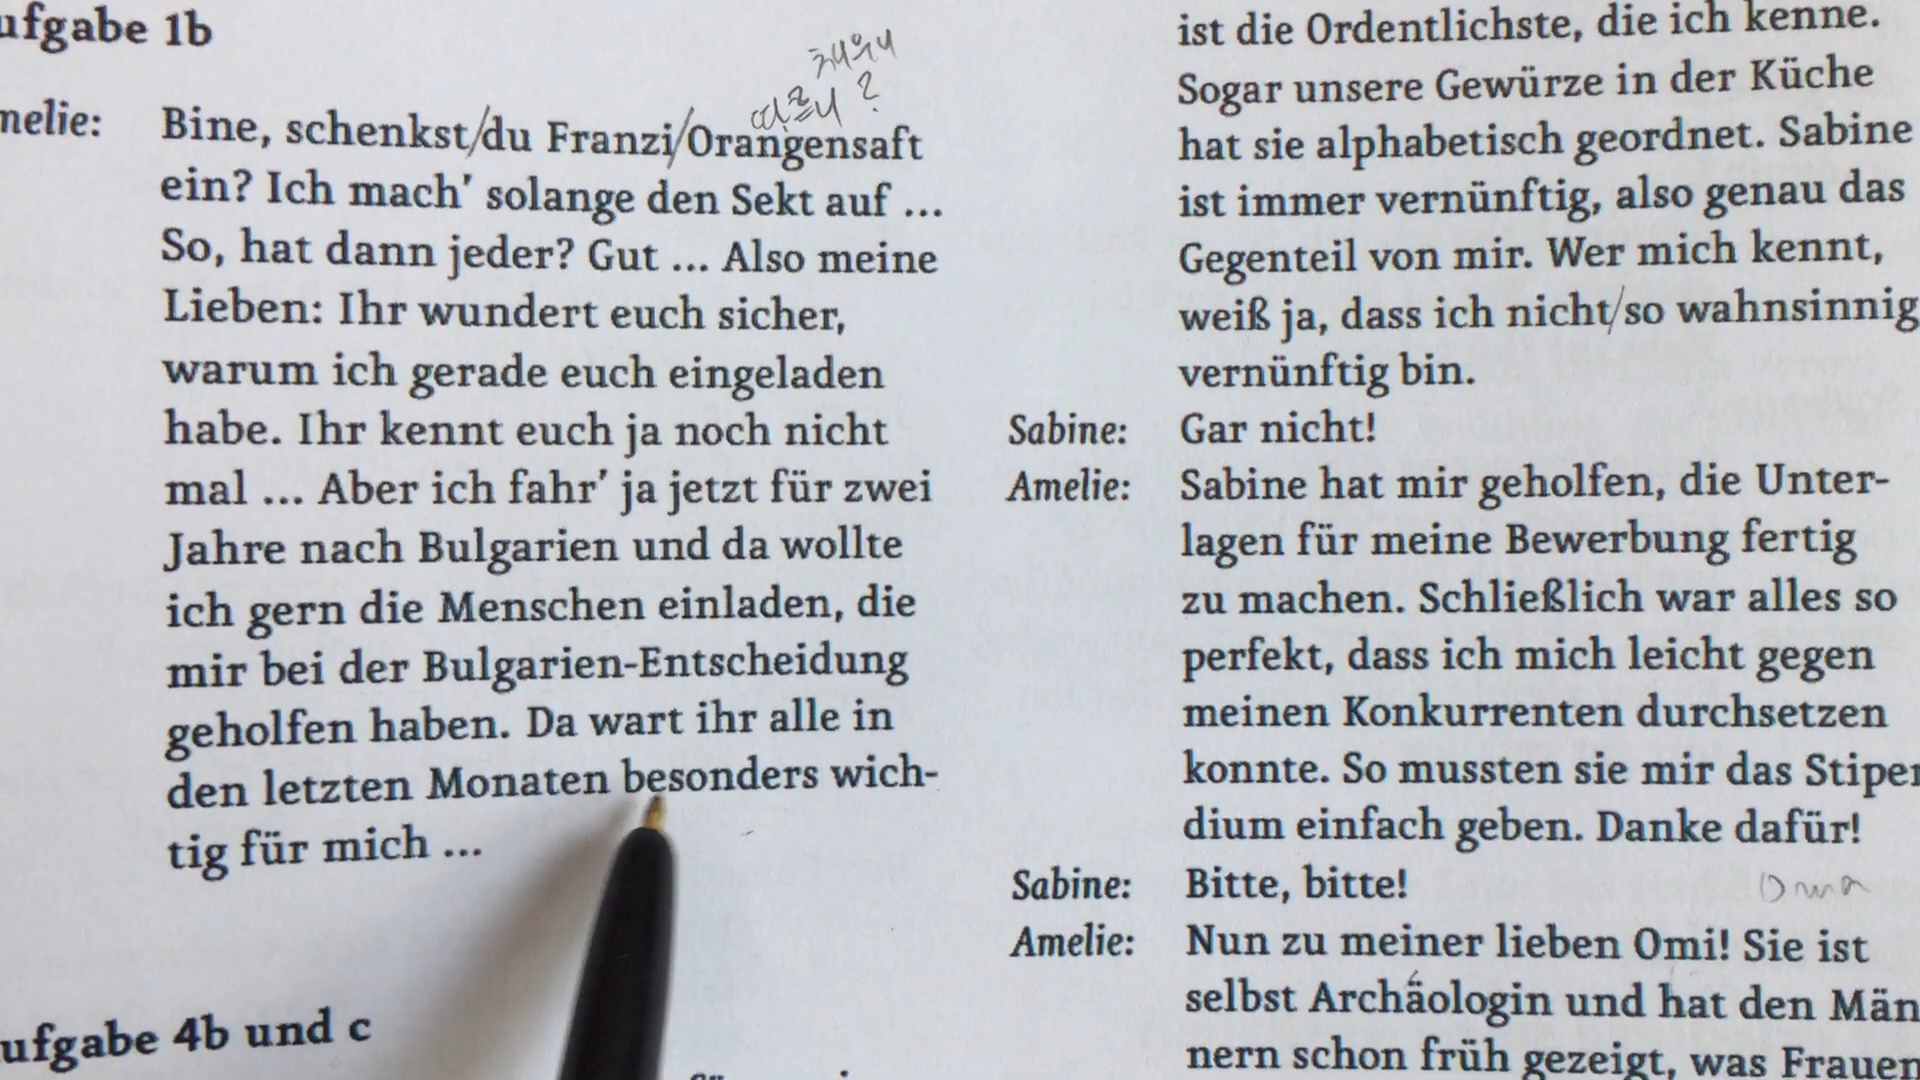 ufgabe 1b
melie: Bine, schenkst/du Franzi/Orangensaft
ein? Ich mach' solange den Sekt auf ...
So, hat dann jeder? Gut ... Also meine
Lieben: Ihr wundert euch sicher,
warum ich gerade euch eingeladen
habe. Ihr kennt euch ja noch nicht
mal ... Aber ich fahr' ja jetzt für zwei
Jahre nach Bulgarien und da wollte
ich gern die Menschen einladen, die
mir bei der Bulgarien-Entscheidung
geholfen haben. Da wart ihr alle in
den letzten Monaten besonders wich-
tig für mich ...
ufgabe 4b und c
ist die Ordentlichste, die ich kenne.
Sogar unsere Gewürze in der Küche
hat sie alphabetisch geordnet. Sabine
ist immer vernünftig, also genau das
Gegenteil von mir. Wer mich kennt,
weiß ja, dass ich nicht/so wahnsinnig
vernünftig bin.
Sabine: Gar nicht!
Amelie: Sabine hat mir geholfen, die Unter-
lagen für meine Bewerbung fertig
zu machen. Schließlich war alles so
perfekt, dass ich mich leicht gegen
meinen Konkurrenten durchsetzen
konnte. So mussten sie mir das Stipen
dium einfach geben. Danke dafür!
Sabine: Bitte, bitte!
Oma
Amelie: Nun zu meiner lieben Omi! Sie ist
selbst Archäologin und hat den Män
nern schon früh gezeigt, was Frauen